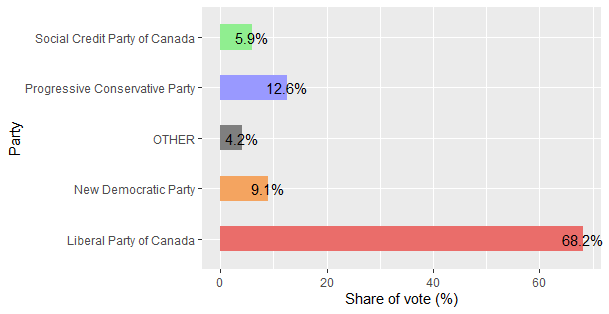 Social Credit Party of Canada
5.9%
Progressive Conservative Party
12.6%
OTHER
4.2%
New Democratic Party
9.1%
Liberal Party of Canada
68.2%
Party
0 20 40 60
Share of vote (%)